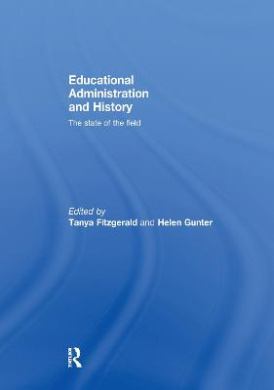 Educational
Administration
and History
The state of the field
Edited by
Tanya Fitzgerald and Helen Gunter
R
ROUTLEDGE